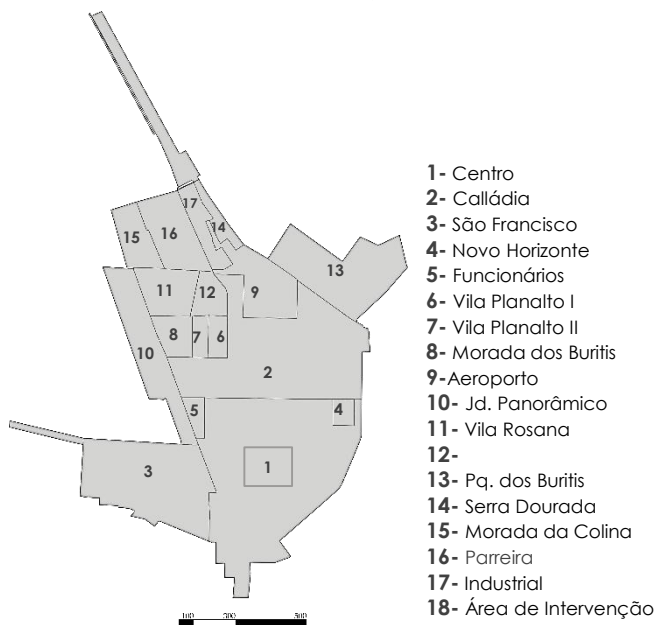 17
14
15
16
13
11
12
9
8
7
6
10
2
5
4
3
1
100 300 500
1- Centro
2- Calládia
3- São Francisco
4- Novo Horizonte
5- Funcionários
6- Vila Planalto I
7- Vila Planalto II
8- Morada dos Buritis
9-Aeroporto
10- Jd. Panorâmico
11- Vila Rosana
12-
13- Pq. dos Buritis
14- Serra Dourada
15- Morada da Colina
16- Parreira
17- Industrial
18- Área de Intervenção